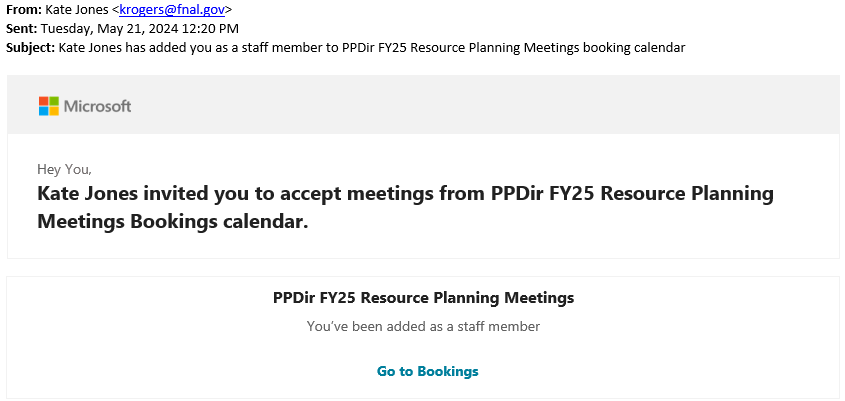 From: Kate Jones <krogers@fnal.gov>
Sent: Tuesday, May 21, 2024 12:20 PM
Subject: Kate Jones has added you as a staff member to PPDir FY25 Resource Planning Meetings booking calendar
Microsoft
Hey You,
Kate Jones invited you to accept meetings from PPDir FY25 Resource Planning
Meetings Bookings calendar.
PPDir FY25 Resource Planning Meetings
You've been added as a staff member
Go to Bookings